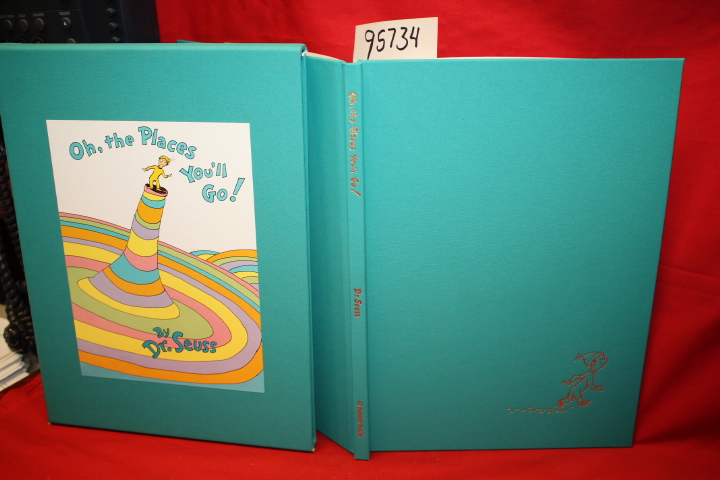 95734
Oh, the Places
You'll
Go!
By
Dr. Seuss
Oh, the Places You'll Go!
Dr. Seuss